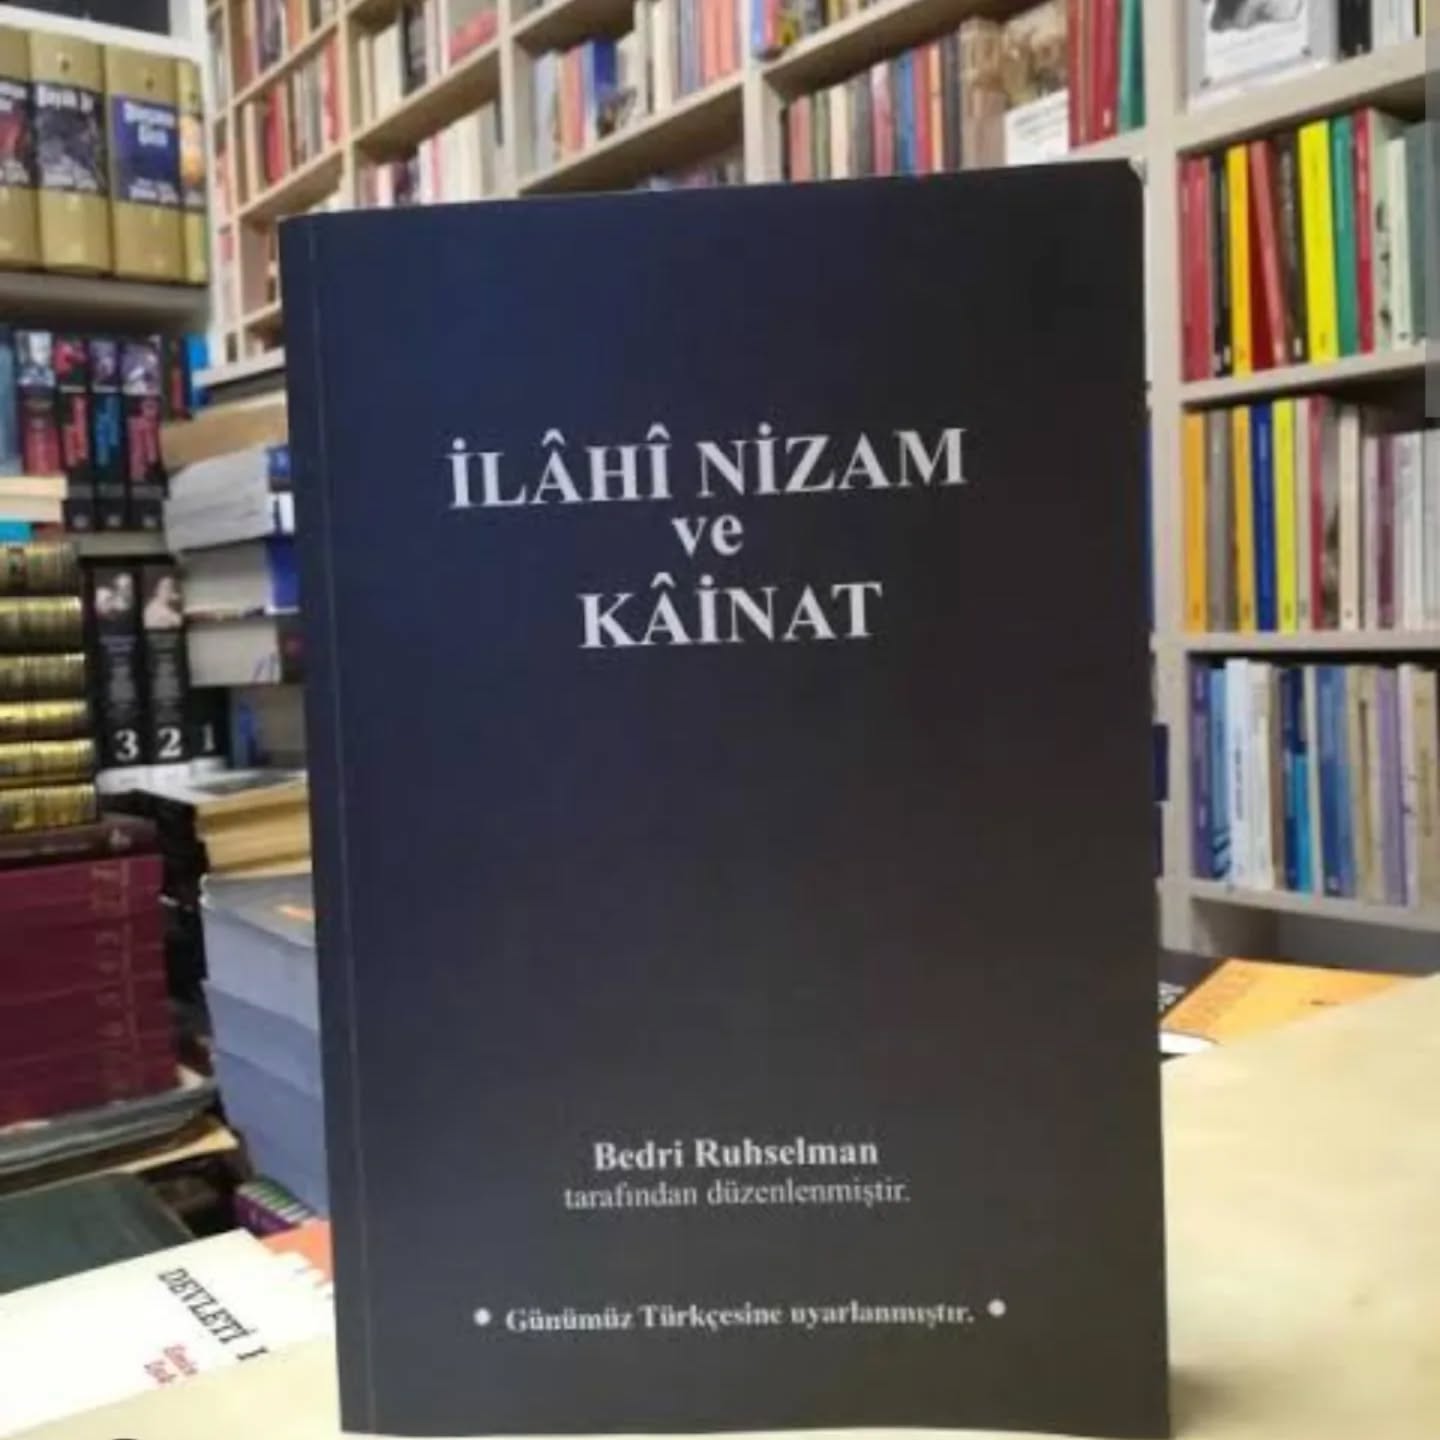 İLÂHÎ NİZAM
ve
KÂİNAT
Bedri Ruhselman
tarafından düzenlenmiştir.
• Günümüz Türkçesine uyarlanmıştır. •
3 2 1
DEVLETİ